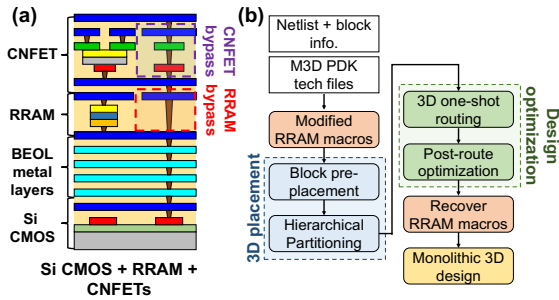 (a)
CNFET
CNFET
bypass
RRAM
RRAM
bypass
BEOL
metal
layers
Si
CMOS
Si CMOS + RRAM +
CNFETs
(b)
Netlist + block
info.
M3D PDK
tech files
Modified
RRAM macros
3D placement
Block pre-
placement
Hierarchical
Partitioning
3D one-shot
routing
Post-route
optimization
Design
optimization
Recover
RRAM macros
Monolithic 3D
design